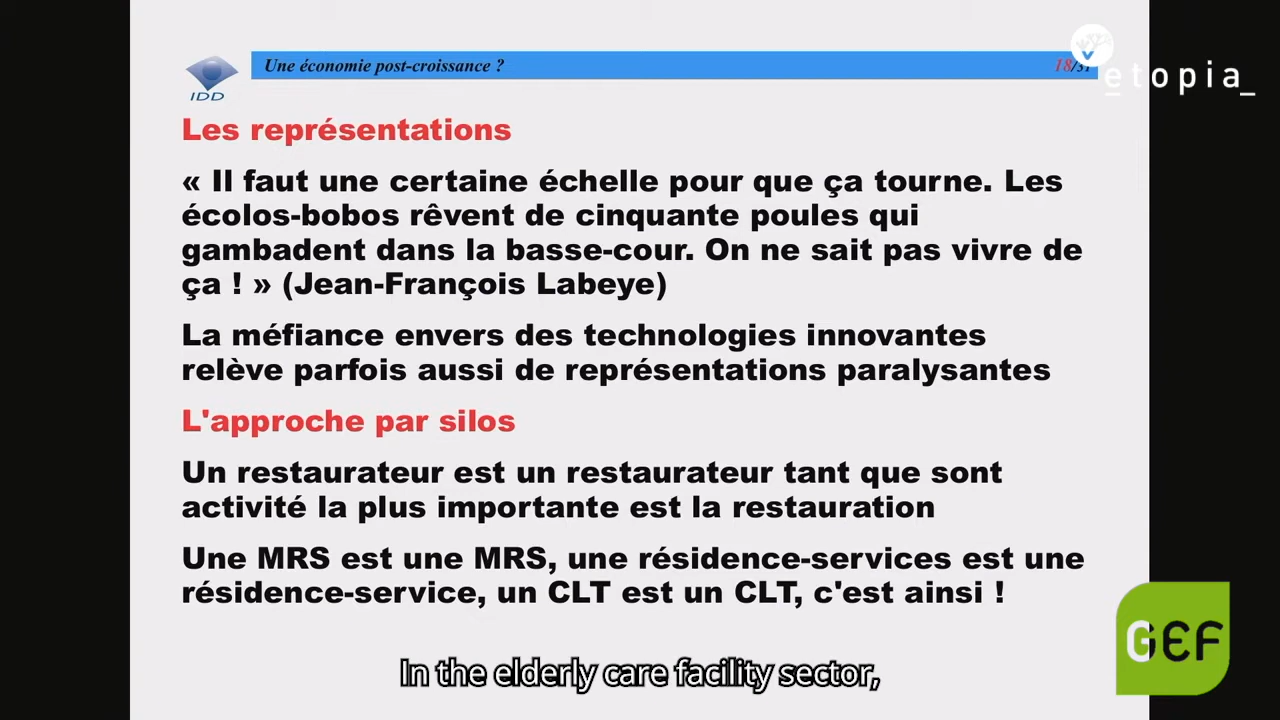 Une économie post-croissance ?
18/31
etopia_
IDD
Les représentations
« Il faut une certaine échelle pour que ça tourne. Les
écolos-bobos rêvent de cinquante poules qui
gambadent dans la basse-cour. On ne sait pas vivre de
ça ! » (Jean-François Labeye)
La méfiance envers des technologies innovantes
relève parfois aussi de représentations paralysantes
L'approche par silos
Un restaurateur est un restaurateur tant que sont
activité la plus importante est la restauration
Une MRS est une MRS, une résidence-services est une
résidence-service, un CLT est un CLT, c'est ainsi !
GEF
In the elderly care facility sector,